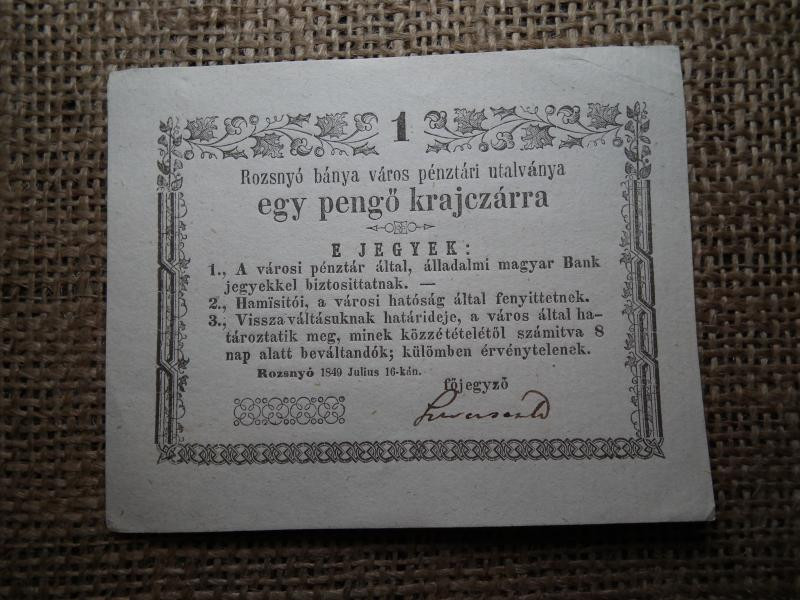 1
Rozsnyó bánya város pénztári utalványa
egy pengő krajczárra
E JEGYEK:
1., A városi pénztár által, álladalmi magyar Bank
jegyekkel biztosittatnak. —
2., Hamisitói, a városi hatóság által fenyittetnek.
3., Vissza váltásuknak határideje, a város által ha-
tároztatik meg, minek közzétételétől számitva 8
nap alatt beváltandók; külömben érvénytelenek.
Rozsnyó 1849 Julius 16-kán.
főjegyző